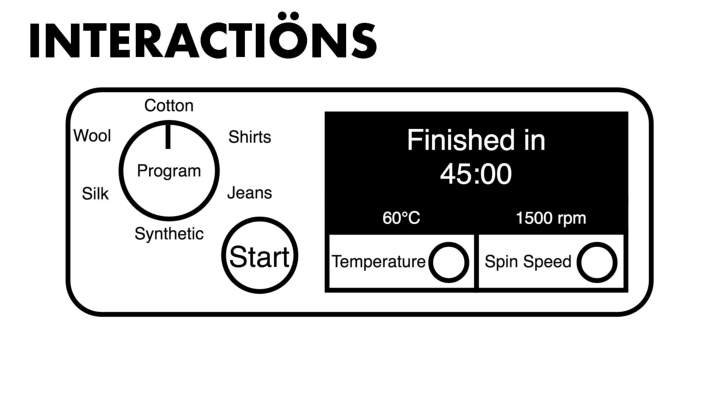 INTERACTIÖNS
Cotton
Wool
Shirts
Program
Silk
Jeans
Synthetic
Start
Finished in
45:00
60°C
1500 rpm
Temperature
Spin Speed